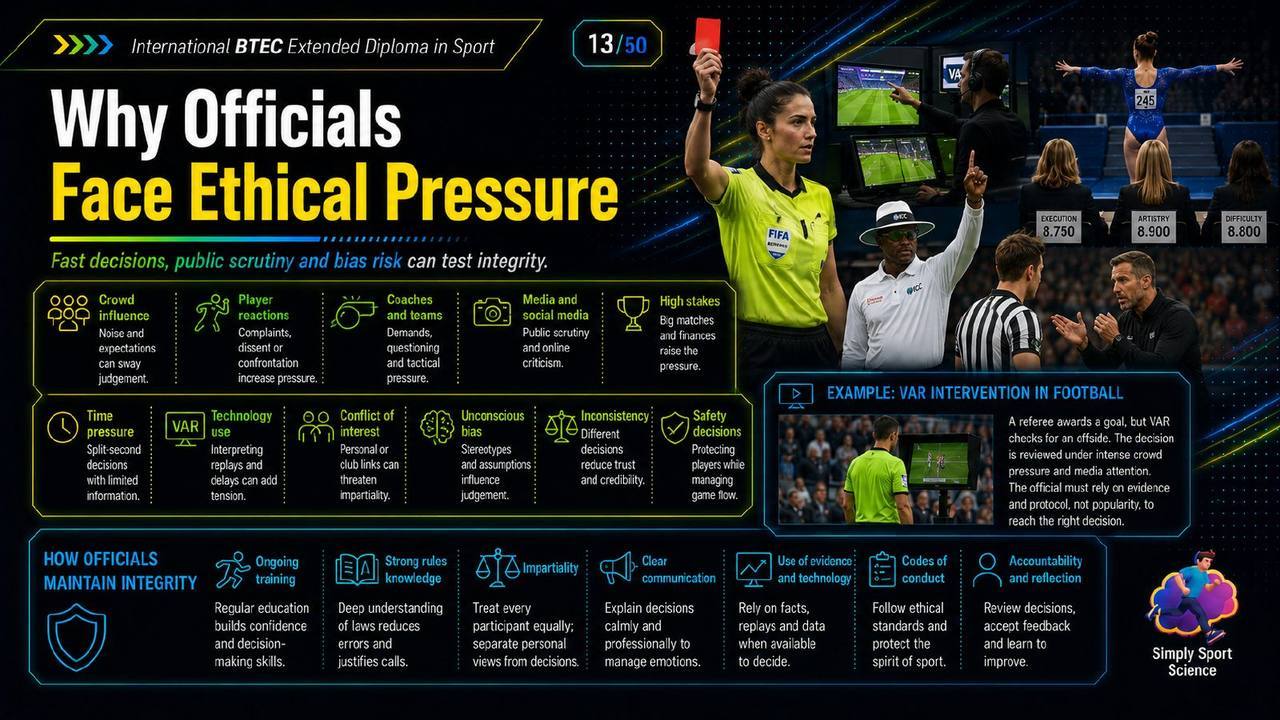 International BTEC Extended Diploma in Sport
13/50
Why Officials
Face Ethical Pressure
Fast decisions, public scrutiny and bias risk can test integrity.
Crowd
influence
Noise and
expectations
can sway
judgement.
Player
reactions
Complaints,
dissent or
confrontation
increase pressure.
Coaches
and teams
Demands,
questioning
and tactical
pressure.
Media and
social media
Public scrutiny
and online
criticism.
High stakes
Big matches
and finances
raise the
pressure.
Time
pressure
Split-second
decisions
with limited
information.
VAR
Technology
use
Interpreting
replays and
delays can add
tension.
Conflict of
interest
Personal or
club links can
threaten
impartiality.
Unconscious
bias
Stereotypes
and assumptions
influence
judgement.
Inconsistency
Different
decisions
reduce trust
and credibility.
Safety
decisions
Protecting
players while
managing
game flow.
VA
245
EXECUTION
8.750
ARTISTRY
8.900
DIFFICULTY
8.800
FIFA
ICC
ICC
EXAMPLE: VAR INTERVENTION IN FOOTBALL
A referee awards a goal, but VAR
checks for an offside. The decision
is reviewed under intense crowd
pressure and media attention.
The official must rely on evidence
and protocol, not popularity, to
reach the right decision.
HOW OFFICIALS
MAINTAIN INTEGRITY
Ongoing
training
Regular education
builds confidence
and decision-
making skills.
Strong rules
knowledge
Deep understanding
of laws reduces
errors and
justifies calls.
Impartiality
Treat every
participant equally;
separate personal
views from decisions.
Clear
communication
Explain decisions
calmly and
professionally to
manage emotions.
Use of evidence
and technology
Rely on facts,
replays and data
when available
to decide.
Codes of
conduct
Follow ethical
standards and
protect the
spirit of sport.
Accountability
and reflection
Review decisions,
accept feedback
and learn to
improve.
Simply Sport
Science